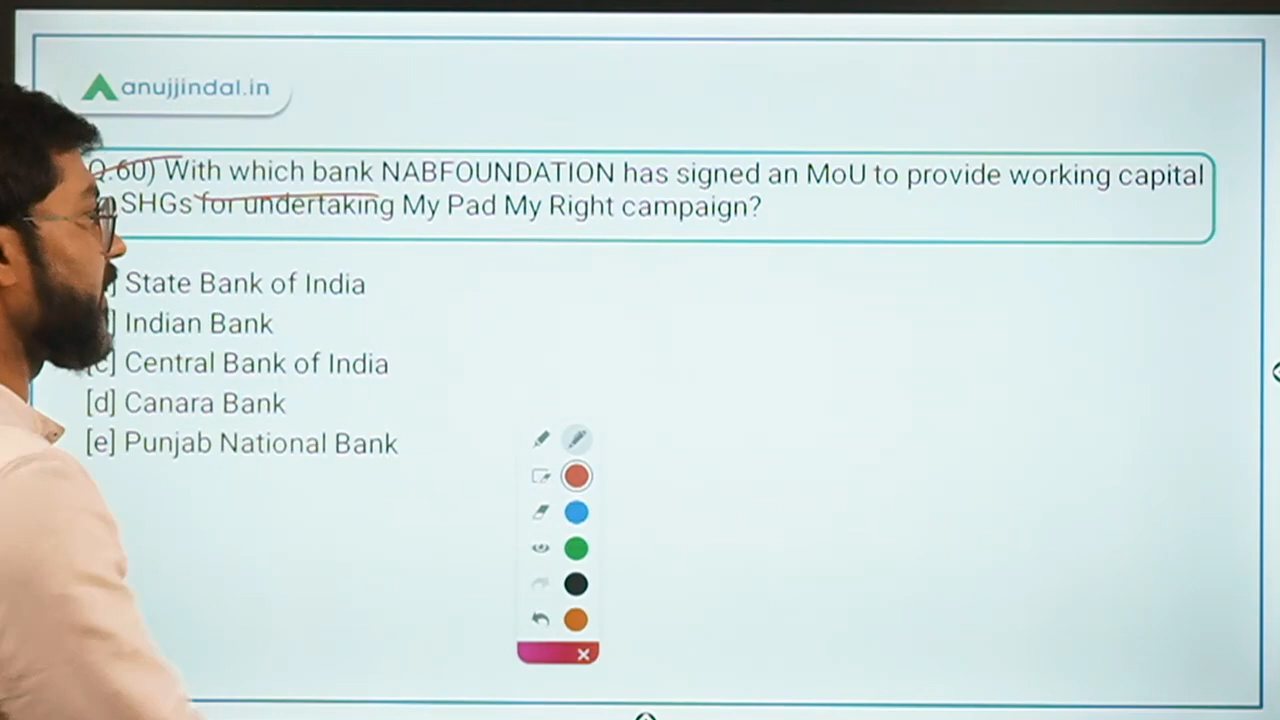 anujjindal.in
Q.60) With which bank NABFOUNDATION has signed an MoU to provide working capital
SHGs for undertaking My Pad My Right campaign?
State Bank of India
Indian Bank
[c] Central Bank of India
[d] Canara Bank
[e] Punjab National Bank